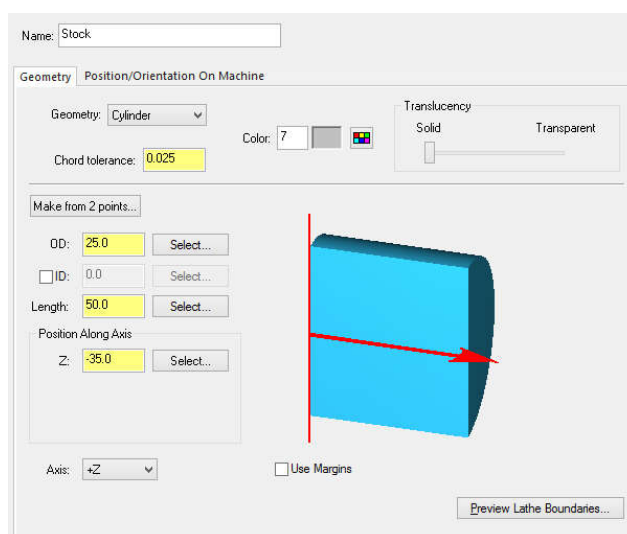 Name: Stock
Geometry Position/Orientation On Machine
Geometry: Cylinder
Color: 7
Translucency
Solid Transparent
Chord tolerance: 0.025
Make from 2 points...
OD: 25.0 Select...
ID: 0.0 Select...
Length: 50.0 Select...
Position Along Axis
Z: -35.0 Select...
Axis: +Z
Use Margins
Preview Lathe Boundaries...